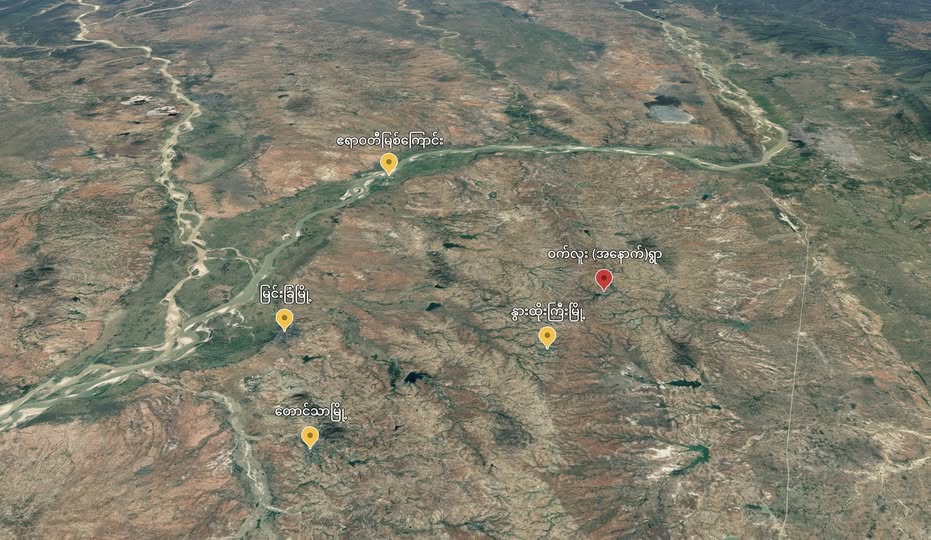 ဧရာဝတီမြစ်ကြောင်း
ဝက်လူး (အနောက်)ရွာ
မြင်းခြံမြို့
နွားထိုးကြီးမြို့
တောင်သာမြို့